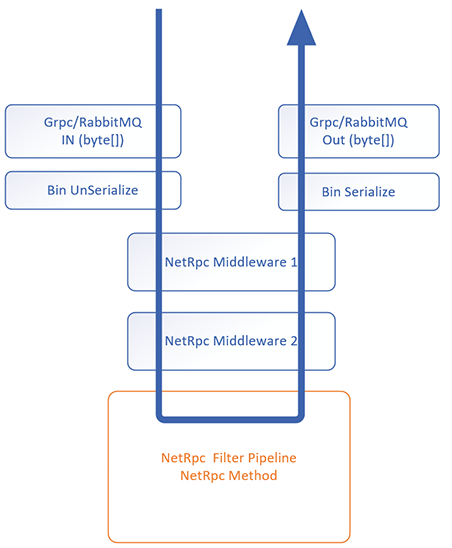 Grpc/RabbitMQ
IN (byte[])
Grpc/RabbitMQ
Out (byte[])
Bin UnSerialize
Bin Serialize
NetRpc Middleware 1
NetRpc Middleware 2
NetRpc Filter Pipeline
NetRpc Method